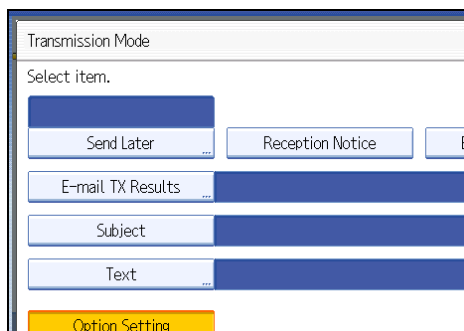 Transmission Mode
Select item.
Send Later ...
Reception Notice
E-mail TX Results ...
Subject
Text ...
Option Setting